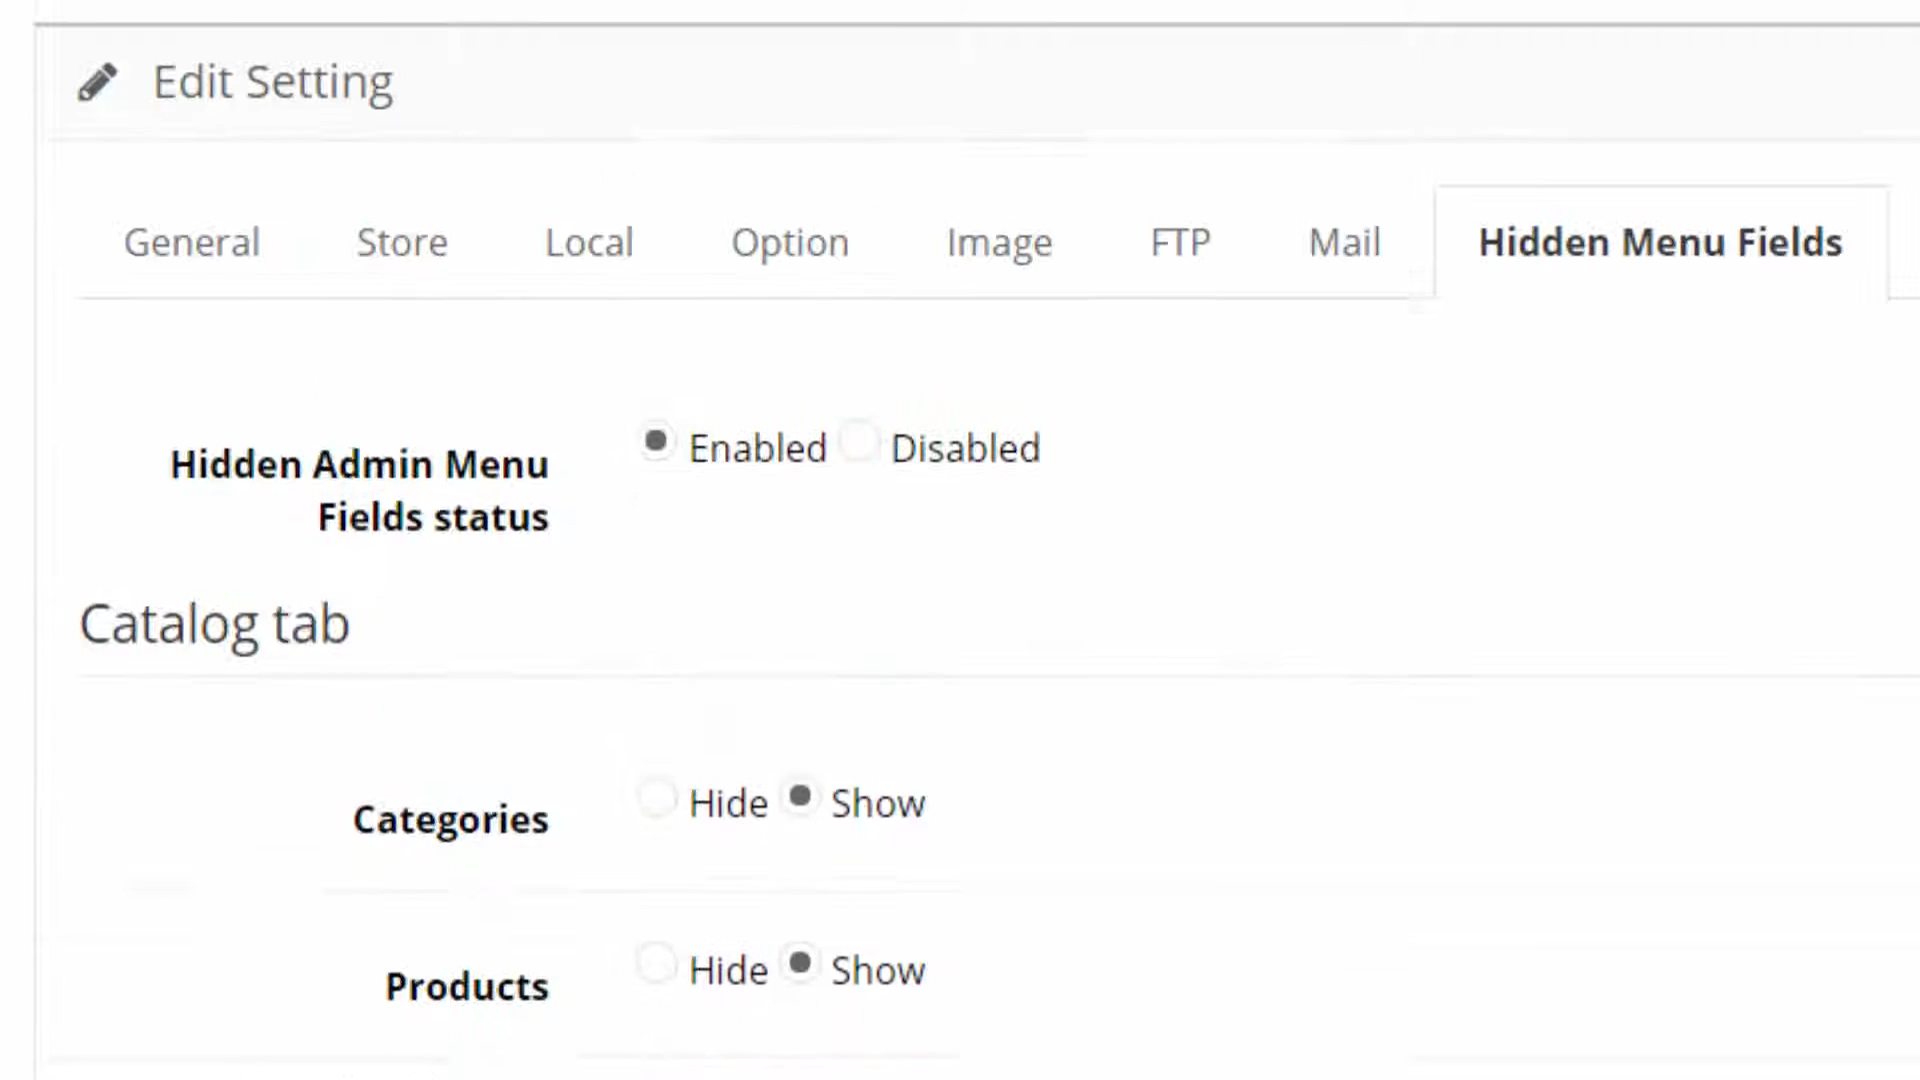 Edit Setting
General Store Local Option Image FTP Mail Hidden Menu Fields
Hidden Admin Menu
Fields status
Enabled Disabled
Catalog tab
Categories Hide Show
Products Hide Show